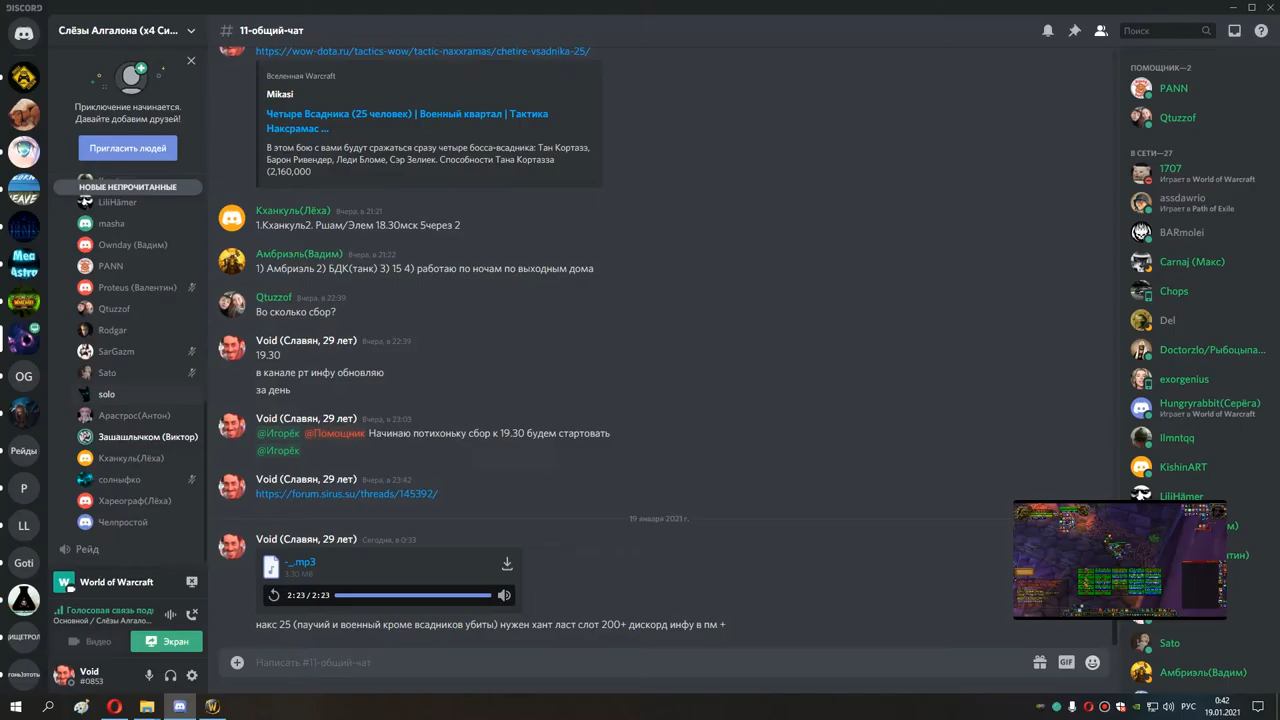 DISCORD
Слёзы Алгалона (x4 Си...
11-общий-чат
Поиск
Приключение начинается.
Давайте добавим друзей!
Пригласить людей
НОВЫЕ НЕПРОЧИТАННЫЕ
LiliHämer
masha
Ownday (Вадим)
PANN
Proteus (Валентин)
Qtuzzof
Rodgar
SarGazm
Sato
solo
Арастрос(Антон)
Зашашлычком (Виктор)
Кханкуль(Лёха)
солныфко
Хареограф(Лёха)
Челпростой
Рейд
World of Warcraft
Голосовая связь под
Основной / Слёзы Алгало...
Видео
Экран
Void
#0853
Mea
Astro
OG
Рейды
P
LL
Goti
https://wow-dota.ru/tactics-wow/tactic-naxxramas/chetire-vsadnika-25/
Вселенная Warcraft
Mikasi
Четыре Всадника (25 человек) | Военный квартал | Тактика
Наксрамас ...
В этом бою с вами будут сражаться сразу четыре босса-всадника: Тан Кортазз,
Барон Ривендер, Леди Бломе, Сэр Зелиек. Способности Тана Кортазза
(2,160,000
Кханкуль(Лёха) Вчера, в 21:21
1.Кханкуль2. Ршам/Элем 18.30мск 5через 2
Амбриэль(Вадим) Вчера, в 21:22
1) Амбриэль 2) БДК(танк) 3) 15 4) работаю по ночам по выходным дома
Qtuzzof Вчера, в 22:39
Во сколько сбор?
Void (Славян, 29 лет) Вчера, в 22:39
19.30
в канале рт инфу обновляю
за день
Void (Славян, 29 лет) Вчера, в 23:03
@Игорёк @Помощник Начинаю потихоньку сбор к 19.30 будем стартовать
@Игорёк
Void (Славян, 29 лет) Вчера, в 23:42
https://forum.sirus.su/threads/145392/
19 января 2021 г.
Void (Славян, 29 лет) Сегодня, в 0:33
-_.mp3
3.30 MB
2:23/2:23
накс 25 (паучий и военный кроме всадников убиты) нужен хант ласт слот 200+ дискорд инфу в пм +
Написать #11-общий-чат
GIF
ПОМОЩНИК—2
PANN
Qtuzzof
В СЕТИ—27
1707
Играет в World of Warcraft
assdawrio
Играет в Path of Exile
BARmolei
Carnaj (Макс)
Chops
Del
Doctorzlo/Рыбоцыпа...
exorgenius
Hungryrabbit(Серёга)
Играет в World of Warcraft
Ilmntqq
KishinART
LiliHämer
Sato
Амбриэль(Вадим)
РУС
0:42
19.01.2021